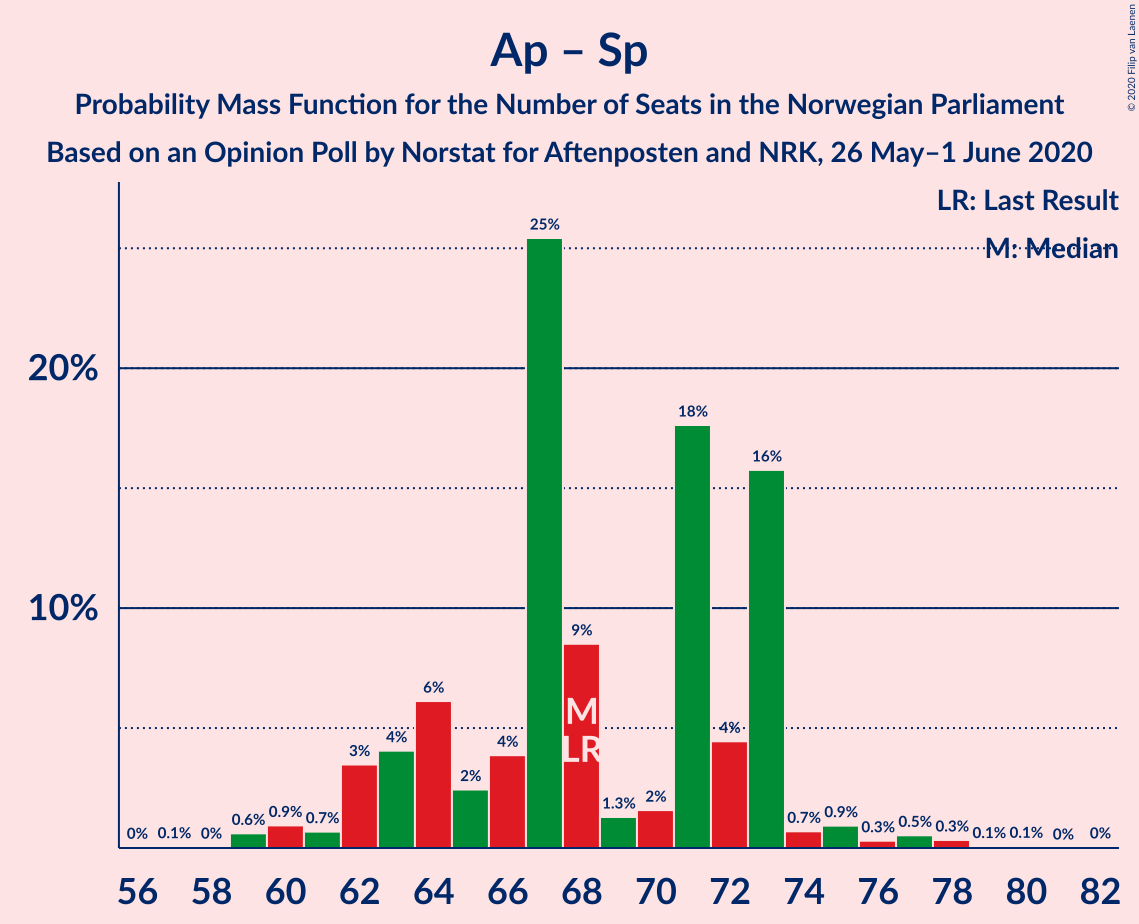 © 2020 Filip van Laenen
Ap – Sp
Probability Mass Function for the Number of Seats in the Norwegian Parliament
Based on an Opinion Poll by Norstat for Aftenposten and NRK, 26 May–1 June 2020
LR: Last Result
M: Median
20%
10%
0% 0.1% 0% 0.6% 0.9% 0.7% 3% 4% 6% 2% 4% 25% 9% 1.3% 2% 18% 4% 16% 0.7% 0.9% 0.3% 0.5% 0.3% 0.1% 0.1% 0% 0%
M
LR
56 58 60 62 64 66 68 70 72 74 76 78 80 82